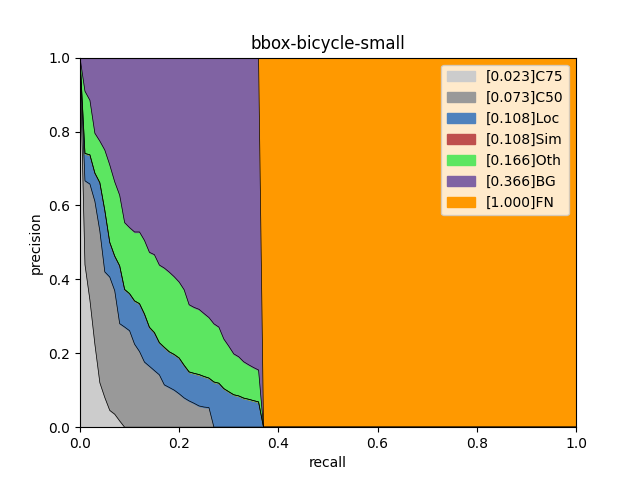 bbox-bicycle-small
1.0
0.8
0.6
0.4
0.2
0.0
precision
[0.023]C75
[0.073]C50
[0.108]Loc
[0.108]Sim
[0.166]Oth
[0.366]BG
[1.000]FN
0.0 0.2 0.4 0.6 0.8 1.0
recall